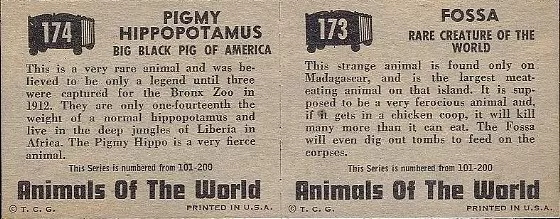 174
PIGMY
HIPPOPOTAMUS
BIG BLACK PIG OF AMERICA
This is a very rare animal and was be-
lieved to be only a legend until three
were captured for the Bronx Zoo in
1912. They are only one-fourteenth the
weight of a normal hippopotamus and
live in the deep jungles of Liberia in
Africa. The Pigmy Hippo is a very fierce
animal.
This Series is numbered from 101-200
Animals Of The World
© T. C. G. PRINTED IN U.S.A.
173
FOSSA
RARE CREATURE OF THE
WORLD
This strange animal is found only on
Madagascar, and is the largest meat-
eating animal on that island. It is sup-
posed to be a very ferocious animal and,
if it gets in a chicken coop, it will kill
many more than it can eat. The Fossa
will even dig out tombs to feed on the
corpses.
This Series is numbered from 101-200
Animals Of The World
© T. C. G. PRINTED IN U.S.A.